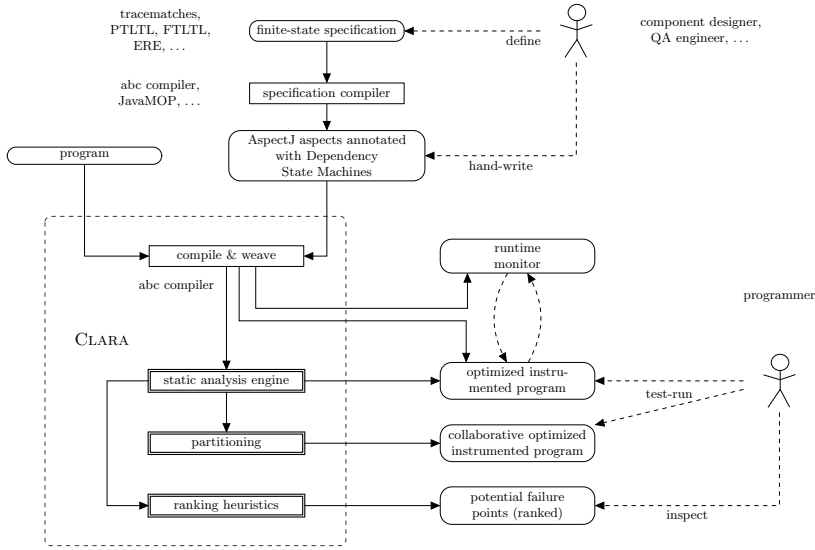 tracematches,
PTLTL, FTLTL,
ERE, ...
finite-state specification
define
component designer,
QA engineer, ...
abc compiler,
JavaMOP, ...
specification compiler
program
AspectJ aspects annotated
with Dependency
State Machines
hand-write
compile & weave
abc compiler
runtime
monitor
programmer
CLARA
static analysis engine
optimized instru-
mented program
test-run
partitioning
collaborative optimized
instrumented program
ranking heuristics
potential failure
points (ranked)
inspect